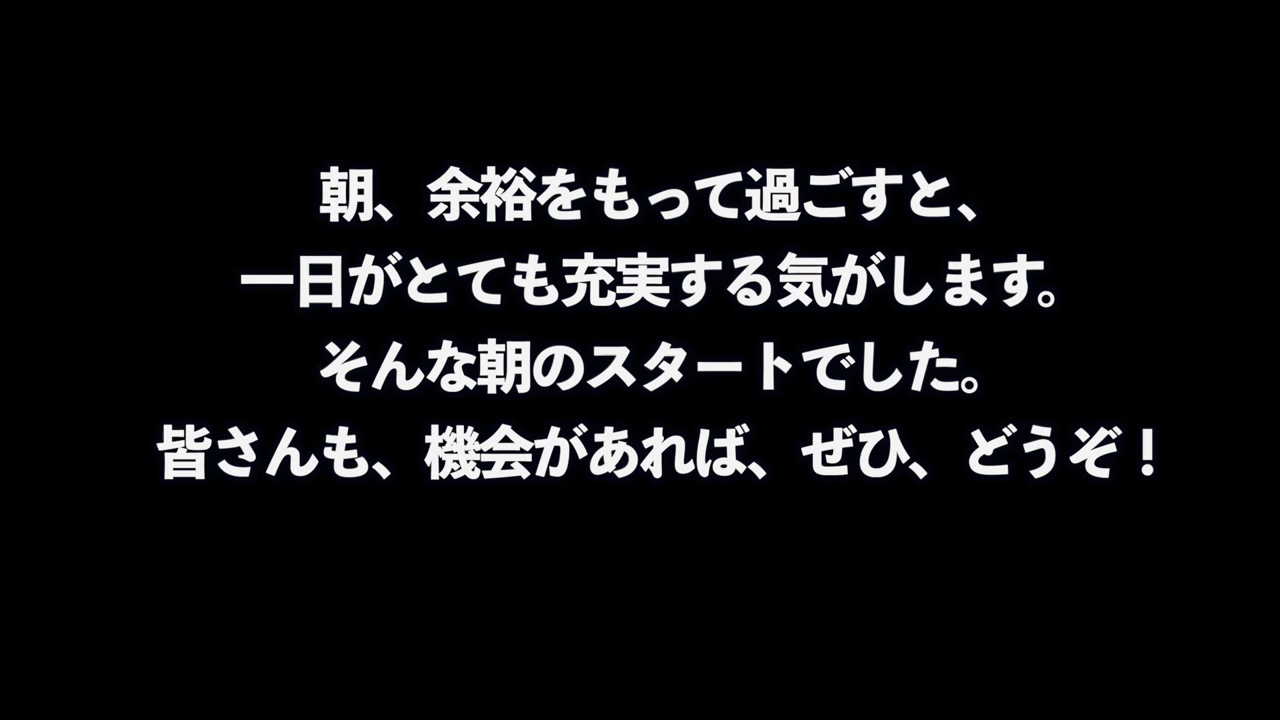 朝、余裕をもって過ごすと、
一日がとても充実する気がします。
そんな朝のスタートでした。
皆さんも、機会があれば、ぜひ、どうぞ！